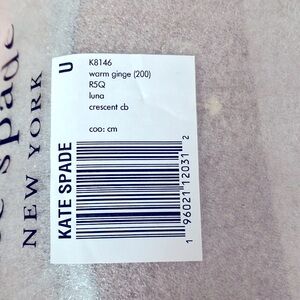 K8146
warm ginge (200)
R5Q
luna
crescent cb
coo: cm
U
KATE SPADE
1 96021 12031 2
e spade
NEW YORK